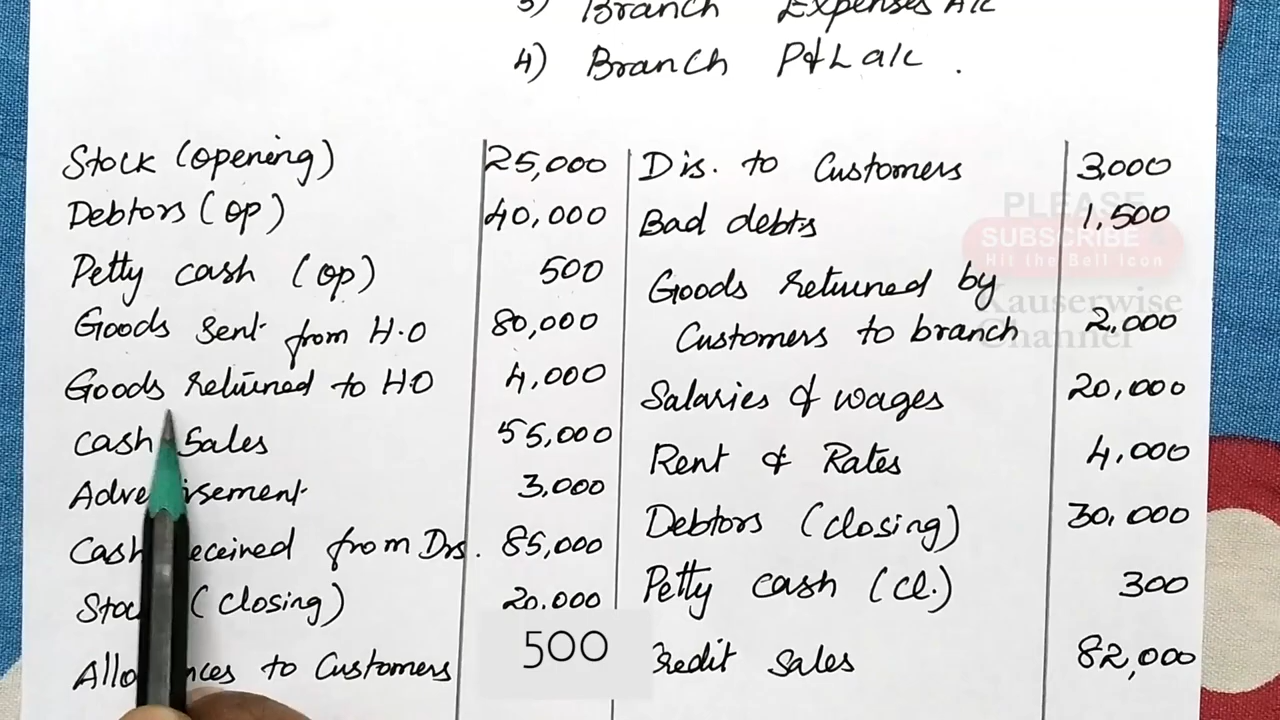 3) Branch Expenses A/c
4) Branch P&L a/c.
Stock (opening) 25,000
Debtors (op) 40,000
Petty cash (op) 500
Goods sent from H.O 80,000
Goods returned to HO 4,000
Cash Sales 55,000
Advertisement 3,000
Cash received from Drs. 85,000
Stock (closing) 20.000
Allowances to Customers 500
Dis. to Customers 3,000
Bad debts 1,500
Goods returned by
Customers to branch 2,000
Salaries & wages 20,000
Rent & Rates 4,000
Debtors (closing) 30,000
Petty cash (cl.) 300
Credit Sales 82,000
PLEASE
SUBSCRIBE
Hit the Bell Icon
Kauserwise
Channel